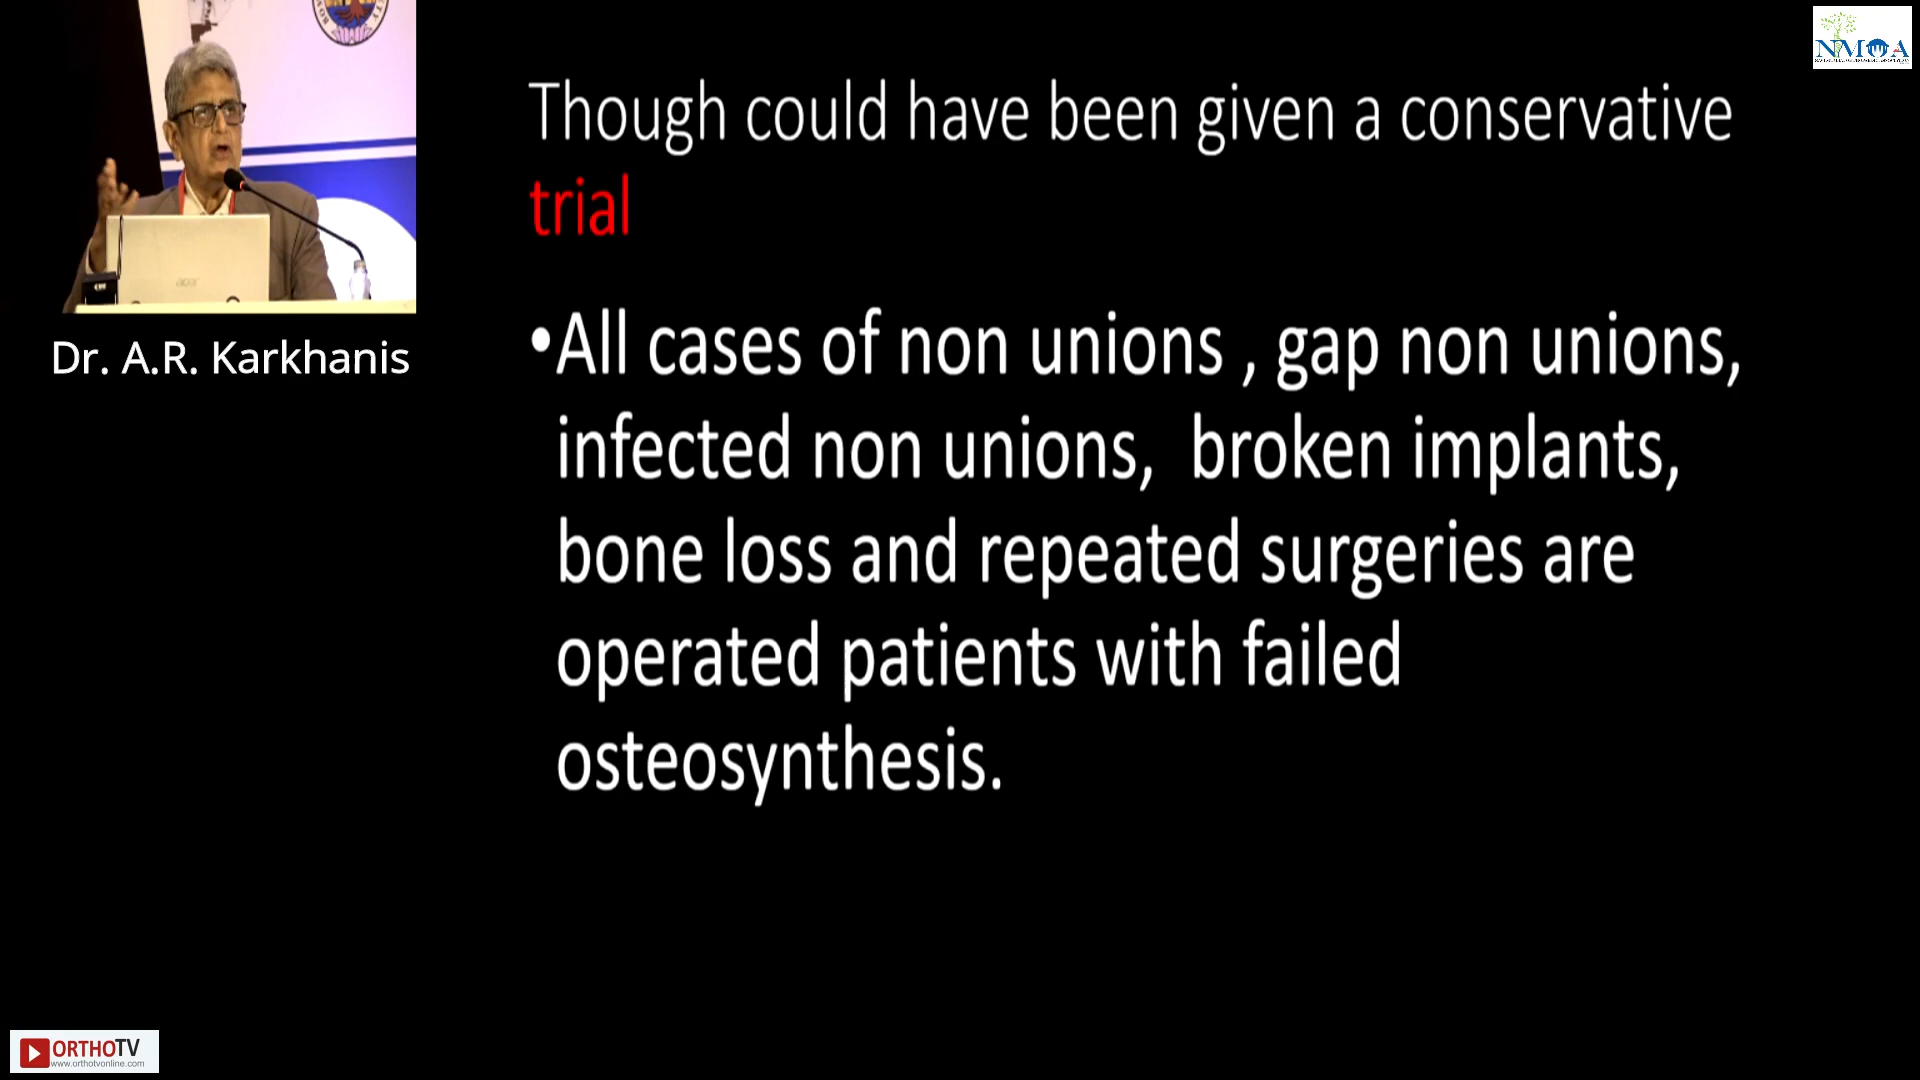 NMOA
Though could have been given a conservative
trial
•All cases of non unions , gap non unions,
infected non unions,  broken implants,
bone loss and repeated surgeries are
operated patients with failed
osteosynthesis.
acer
Dr. A.R. Karkhanis
ORTHOTV
www.orthotvonline.com